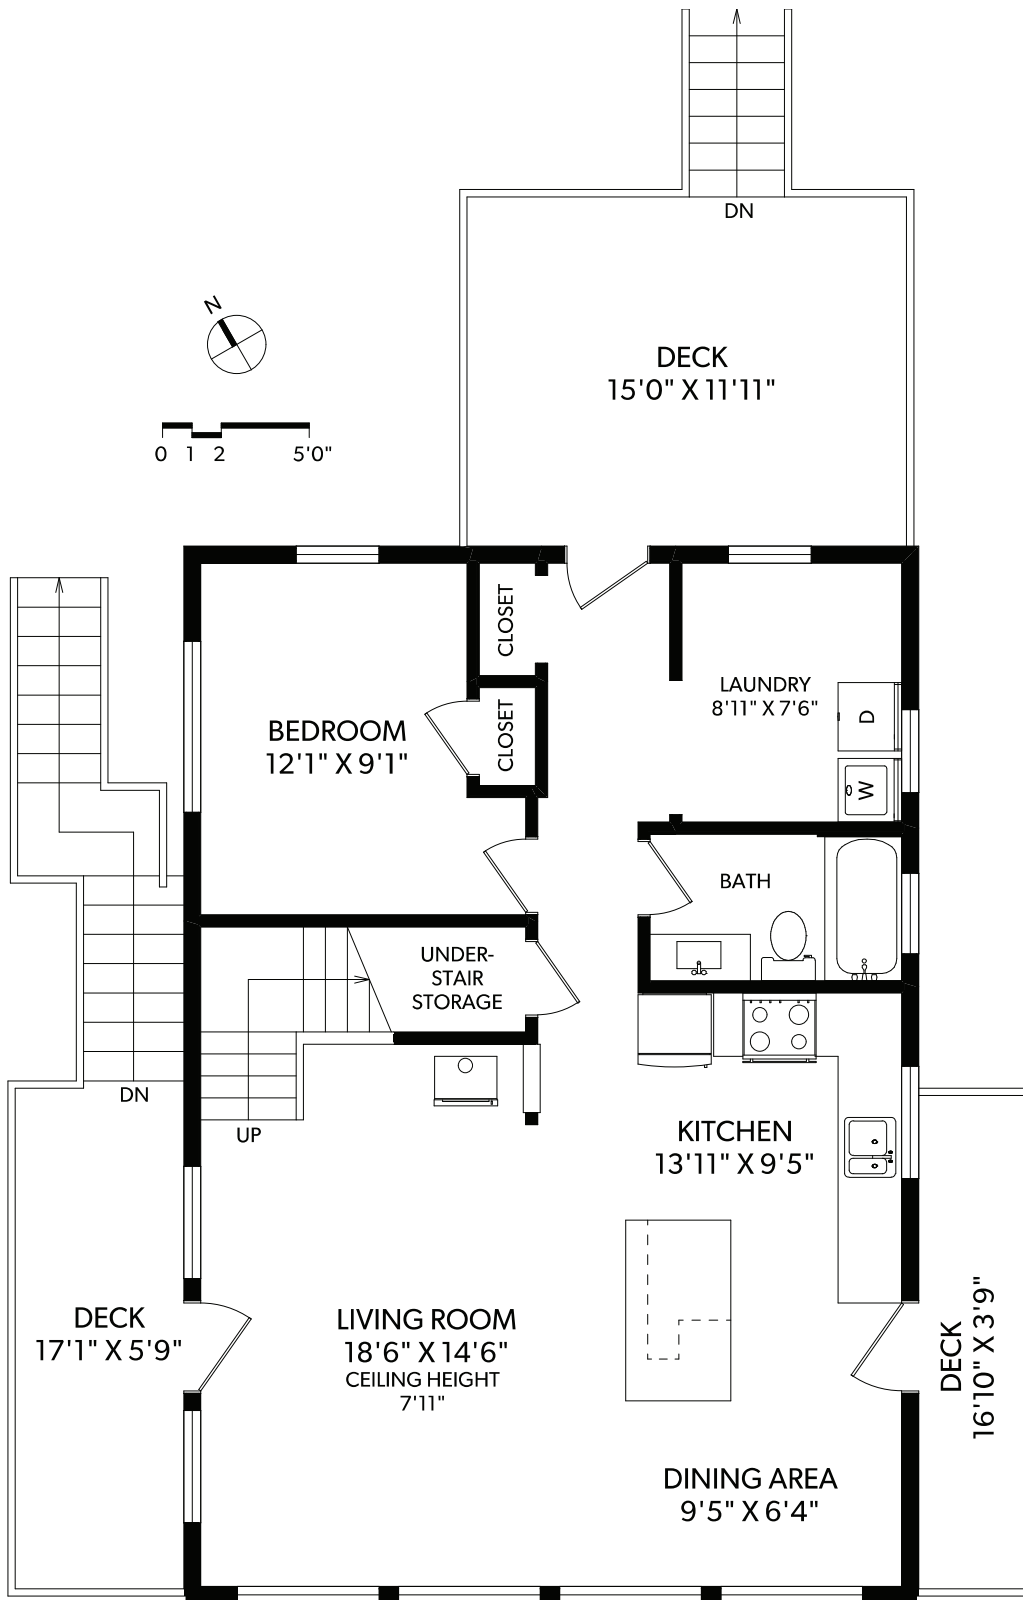 DN
N
DECK
15'0" X 11'11"
0 1 2 5'0"
CLOSET
LAUNDRY
8'11" X 7'6"
D
CLOSET
BEDROOM
12'1" X 9'1"
W
BATH
UNDER-
STAIR
STORAGE
DN
UP
KITCHEN
13'11" X 9'5"
DECK
17'1" X 5'9"
LIVING ROOM
18'6" X 14'6"
CEILING HEIGHT
7'11"
DECK
16'10" X 3'9"
DINING AREA
9'5" X 6'4"